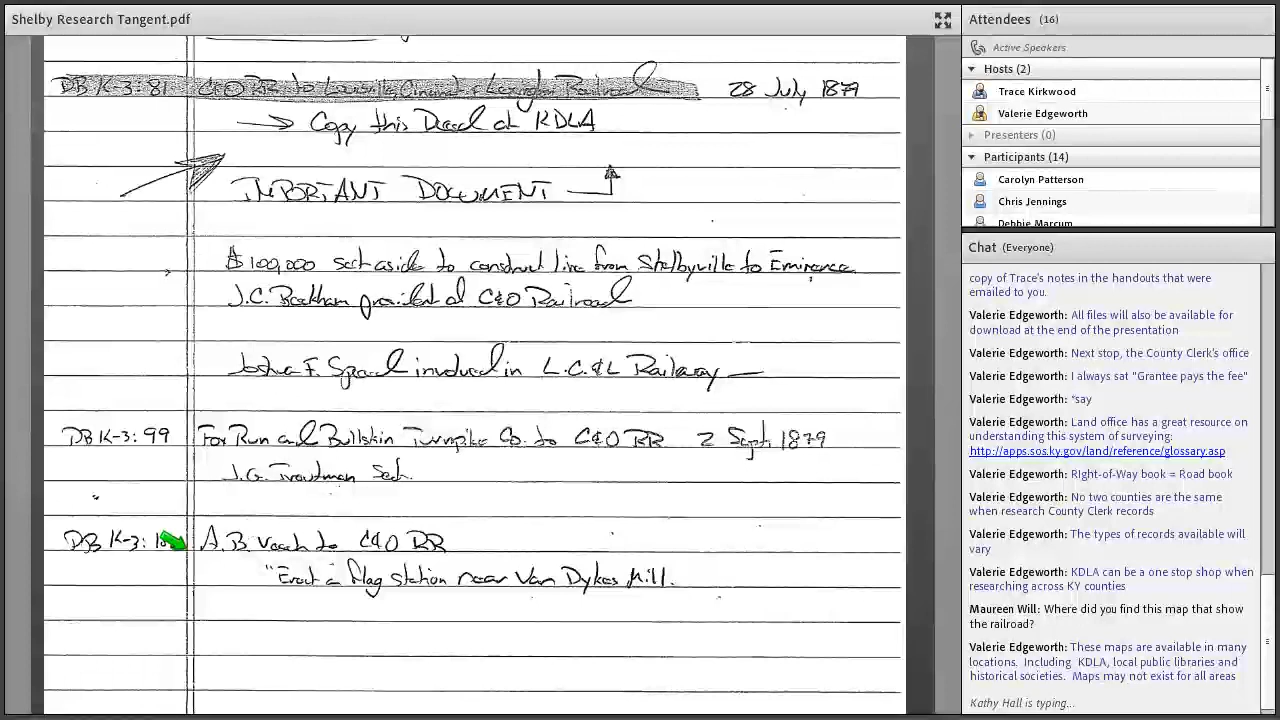 Shelby Research Tangent.pdf
DB K-3:81 C&O RR to Louisville, Cincinnati & Lexington Railroad 28 July 1879
Copy this Deed at KDLA
IMPORTANT DOCUMENT
$100,000 set aside to construct line from Shelbyville to Eminence
J.C. Beckham president of C&O Railroad
Joshua F. Speed involved in L.C. & L Railway —
DB K-3:99 Fox Run and Bullskin Turnpike Co. to C&O RR 2 Sept. 1879
J.G. Troutman Sect.
DB K-3: A.B. Veech to C&O RR
"Erect a flag station near Van Dykes Mill.
Attendees (16)
Active Speakers
Hosts (2)
Trace Kirkwood
Valerie Edgeworth
Presenters (0)
Participants (14)
Carolyn Patterson
Chris Jennings
Debbie Marcum
Chat (Everyone)
copy of Trace's notes in the handouts that were
emailed to you.
Valerie Edgeworth: All files will also be available for
download at the end of the presentation
Valerie Edgeworth: Next stop, the County Clerk's office
Valerie Edgeworth: I always sat "Grantee pays the fee"
Valerie Edgeworth: *say
Valerie Edgeworth: Land office has a great resource on
understanding this system of surveying:
http://apps.sos.ky.gov/land/reference/glossary.asp
Valerie Edgeworth: Right-of-Way book = Road book
Valerie Edgeworth: No two counties are the same
when research County Clerk records
Valerie Edgeworth: The types of records available will
vary
Valerie Edgeworth: KDLA can be a one stop shop when
researching across KY counties
Maureen Will: Where did you find this map that show
the railroad?
Valerie Edgeworth: These maps are available in many
locations. Including KDLA, local public libraries and
historical societies. Maps may not exist for all areas
Kathy Hall is typing...